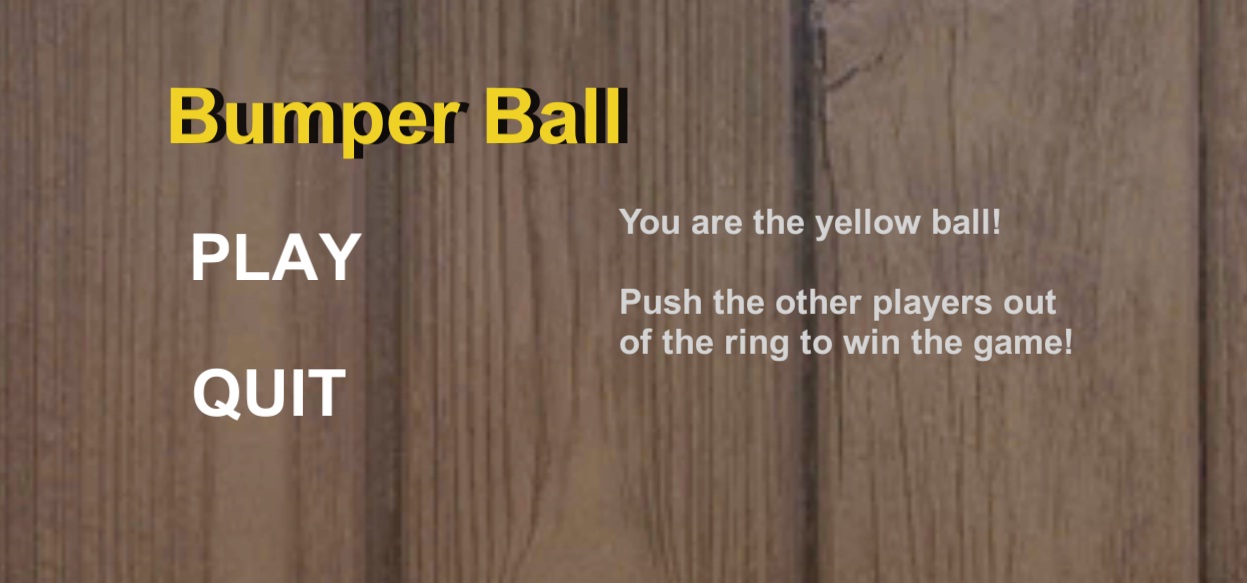 Bumper Ball
PLAY
QUIT
You are the yellow ball!
Push the other players out
of the ring to win the game!